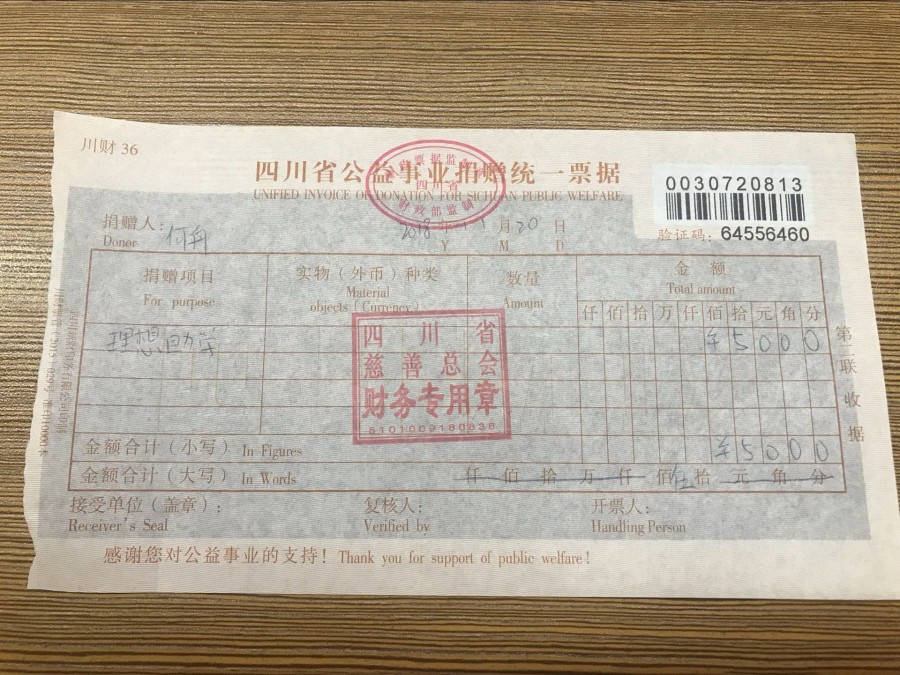 川财 36
四川省公益事业捐赠统一票据
UNIFIED INVOICE OF DONATION FOR SICHUAN PUBLIC WELFARE
0030720813
验证码: 64556460
捐赠人:
Donor
2018 年 月 20 日
Y M D
捐赠项目 实物（外币）种类 数量 金额
For purpose Material objects (Currency) Amount Total amount
仟 佰 拾 万 仟 佰 拾 元 角 分
理想助学 ¥ 5 0 0 0
四川省
慈善总会
财务专用章
金额合计（小写） In Figures ¥ 5 0 0 0
金额合计（大写） In Words 仟 佰 拾 万 仟 佰 伍 拾 元 角 分
接受单位（盖章）： 复核人： 开票人：
Receiver's Seal Verified by Handling Person
感谢您对公益事业的支持！ Thank you for support of public welfare!
第二联 收据